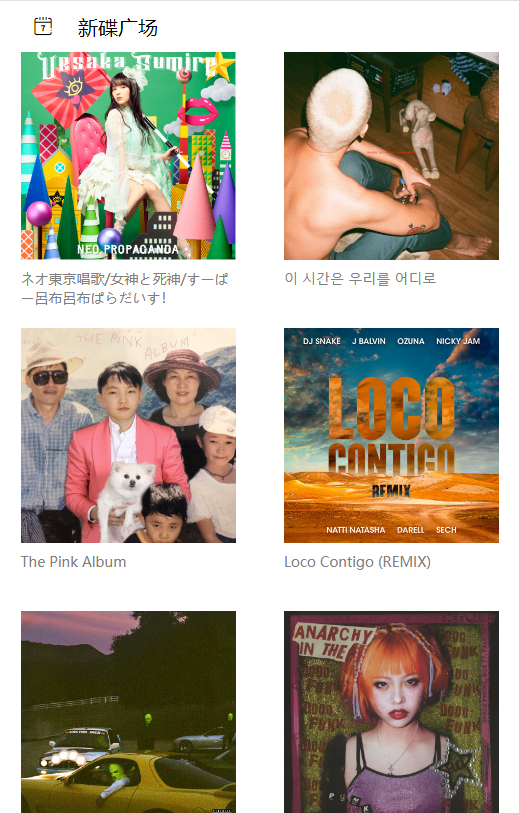 7 新碟广场
Uesaka Sumire
NEO PROPAGANDA
ネオ東京唱歌/女神と死神/すーぱ
ー呂布呂布ぱらだいす!
이 시간은 우리를 어디로
THE PINK ALBUM
The Pink Album
DJ SNAKE J BALVIN OZUNA NICKY JAM
LOCO
CONTIGO
REMIX
NATTI NATASHA DARELL SECH
Loco Contigo (REMIX)
ANARCHY
IN THE
FUNK
FUNK